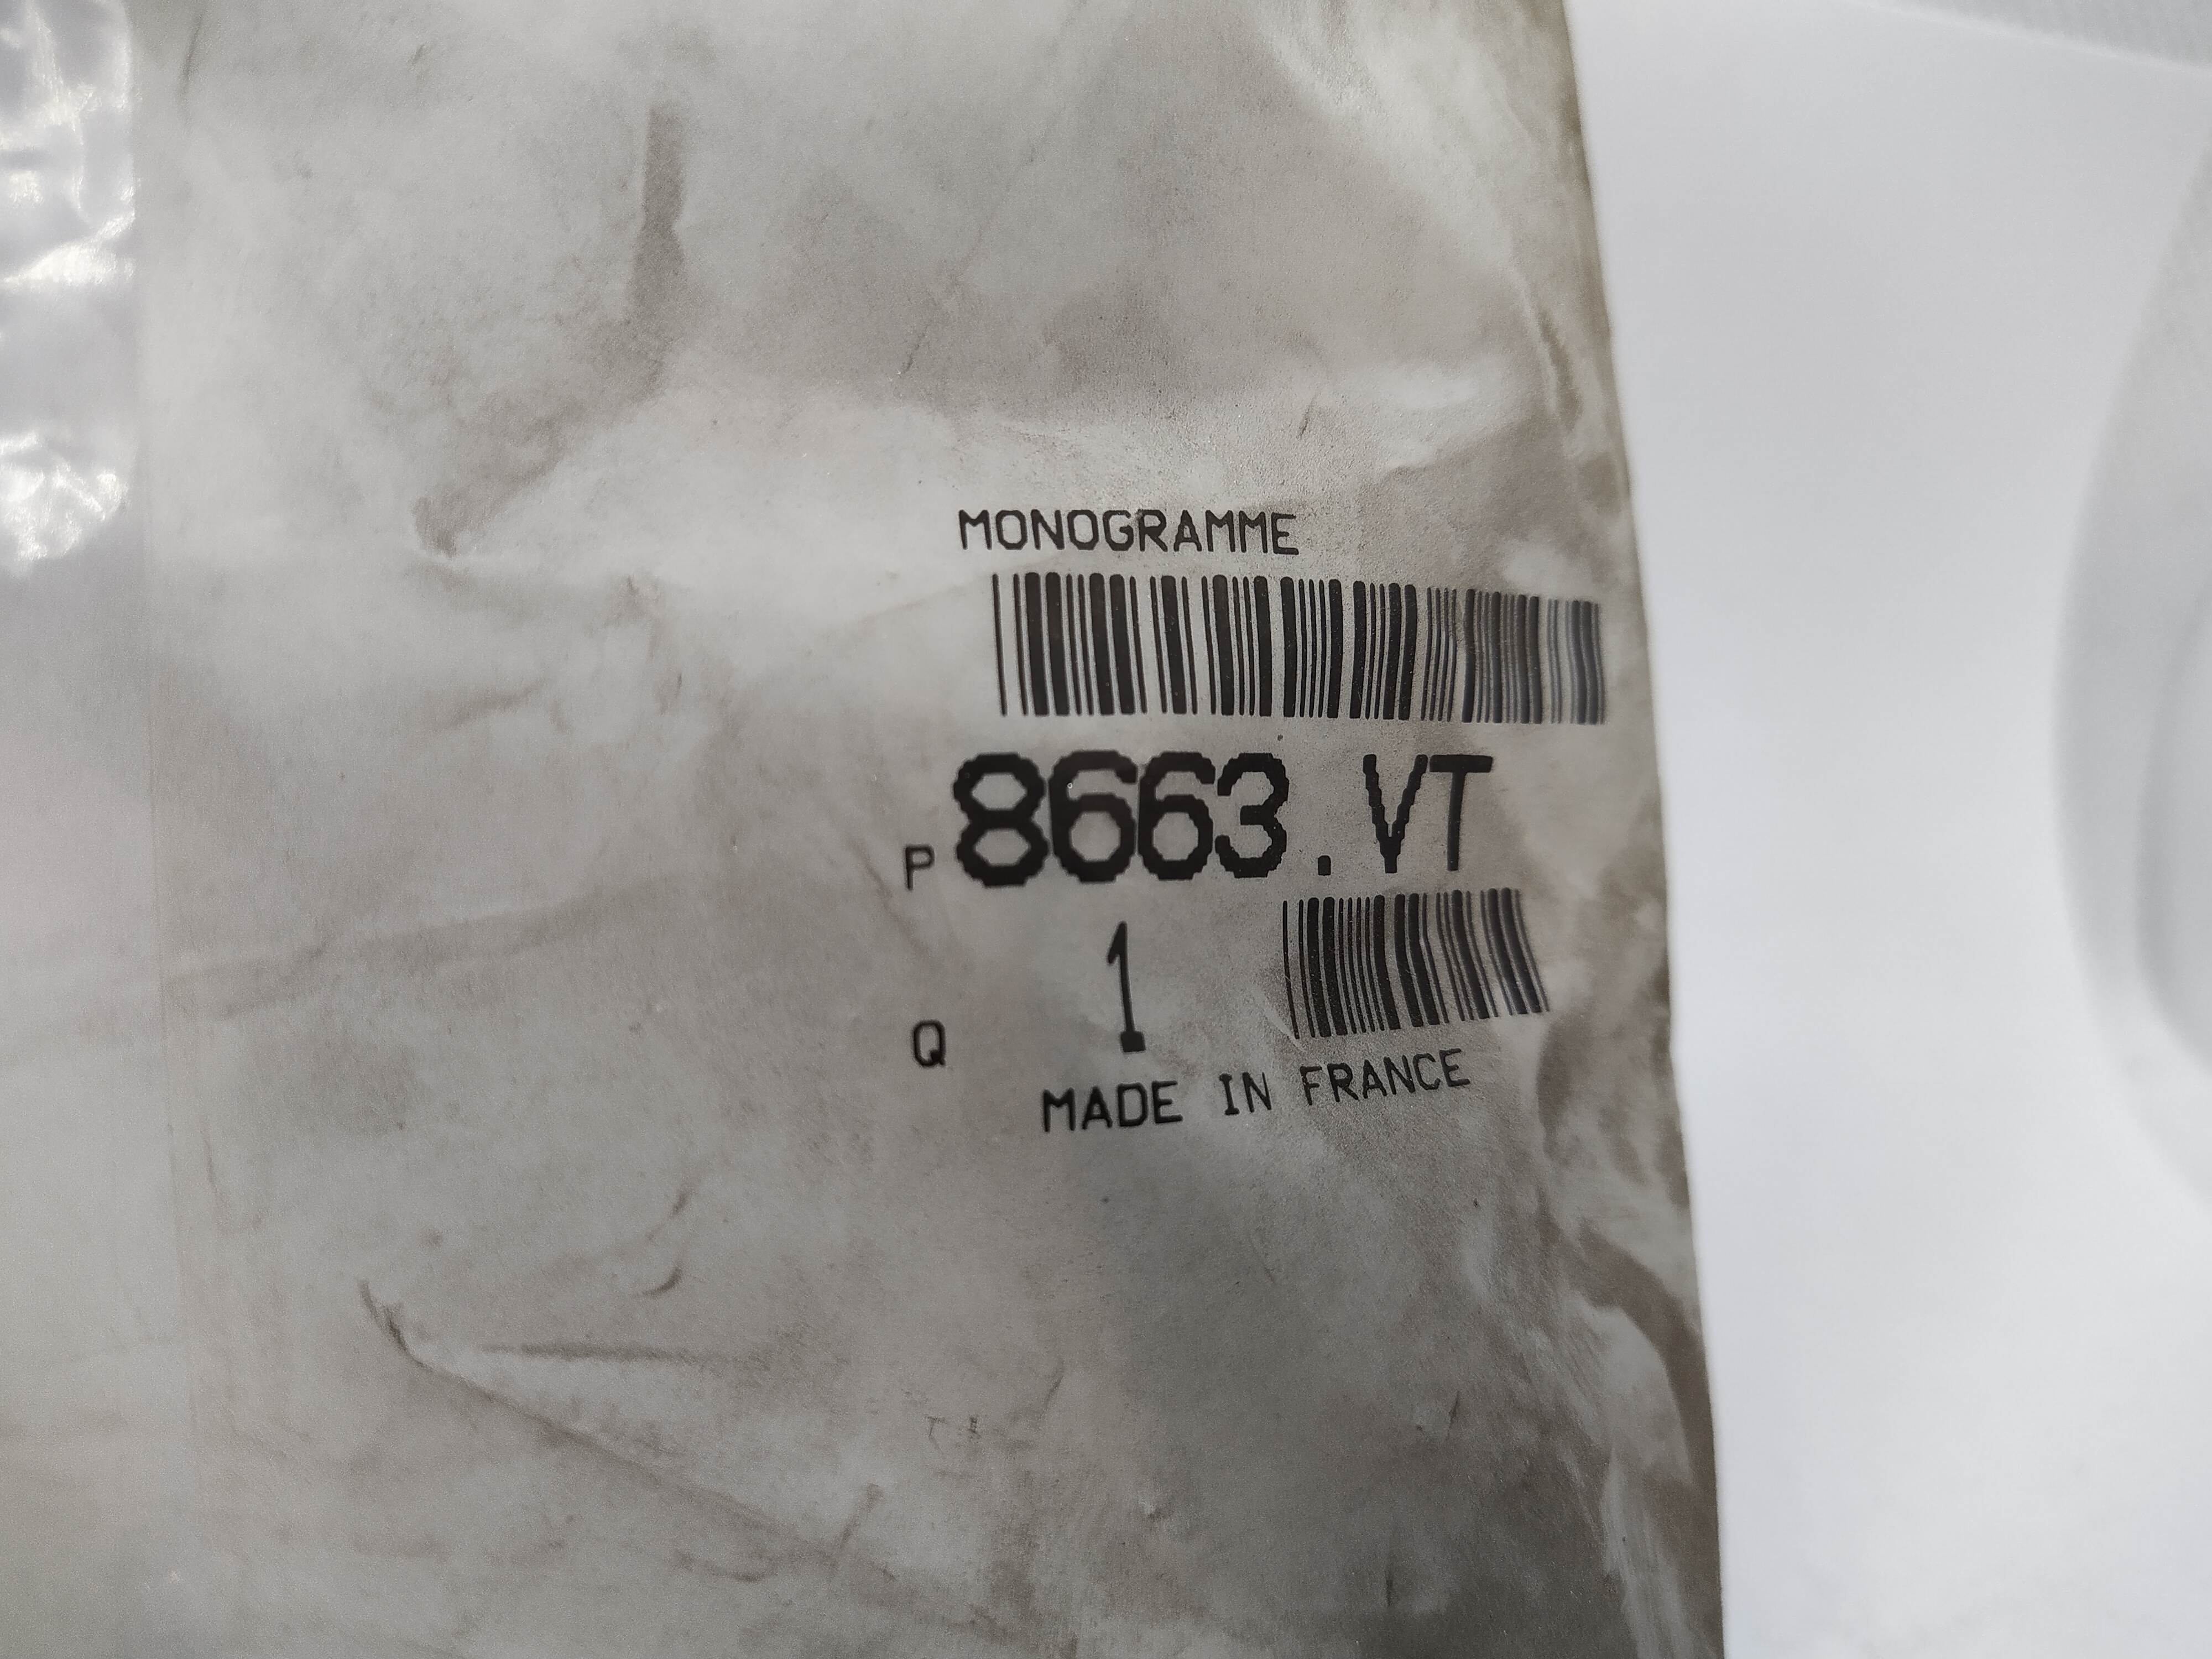 MONOGRAMME
P 8663.VT
Q 1
MADE IN FRANCE